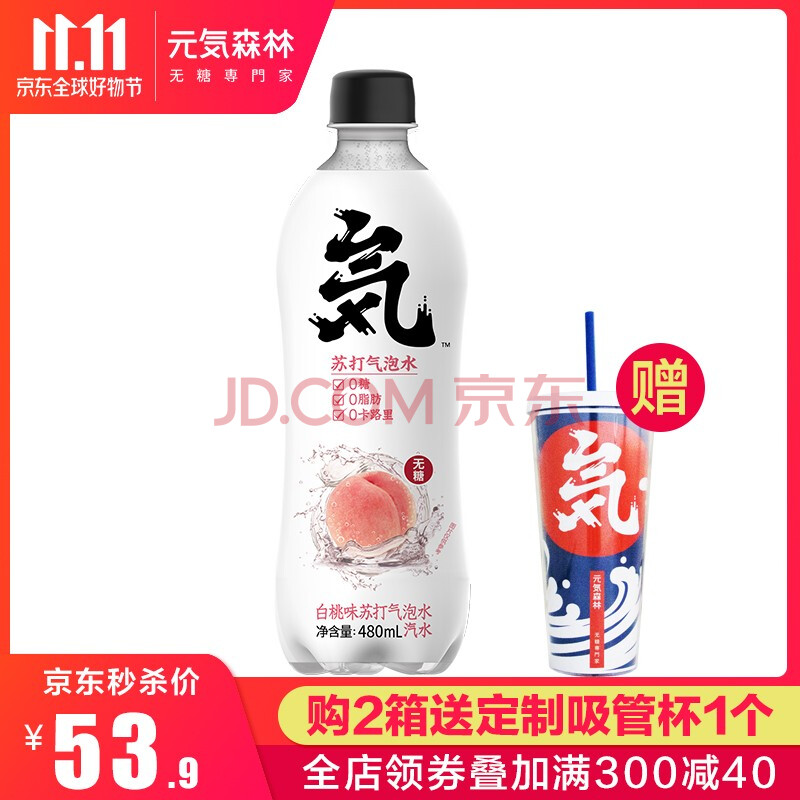 11.11
京东全球好物节
元気森林
无糖専門家
気
TM
苏打气泡水
0糖
0脂肪
0卡路里
JD.COM 京东
无糖
白桃味苏打气泡水
净含量:480mL汽水
赠
気
元気森林
无糖専門家
京东秒杀价
¥53.9
购2箱送定制吸管杯1个
全店领券叠加满300减40